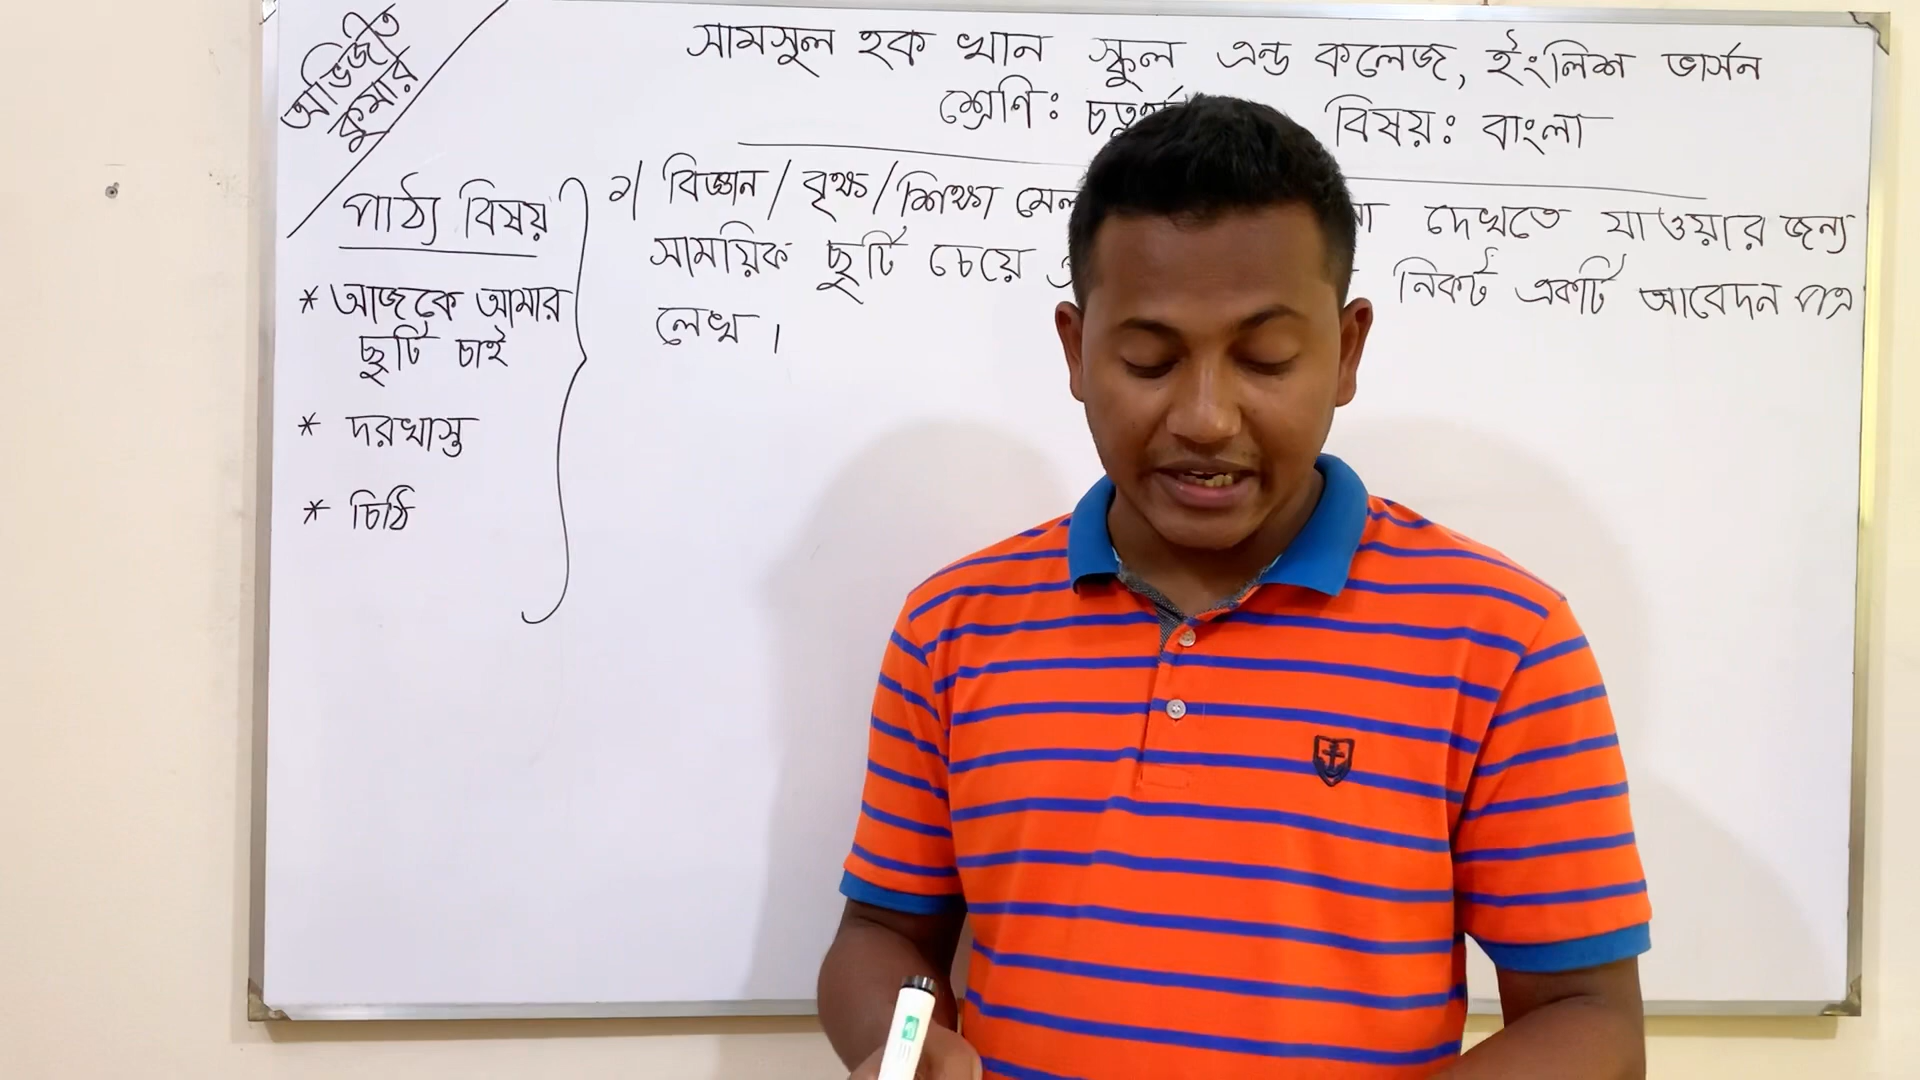 অভিজিত
কুমার
সামসুল হক খান স্কুল এন্ড কলেজ, ইংলিশ ভার্সন
শ্রেণি: চতুর্থ বিষয়: বাংলা
পাঠ্য বিষয়
* আজকে আমার
ছুটি চাই
* দরখাস্ত
* চিঠি
১। বিজ্ঞান / বৃক্ষ / শিক্ষা দেখতে যাওয়ার জন্য
সাময়িক ছুটি চেয়ে নিকট একটি আবেদন পত্র
লেখ।